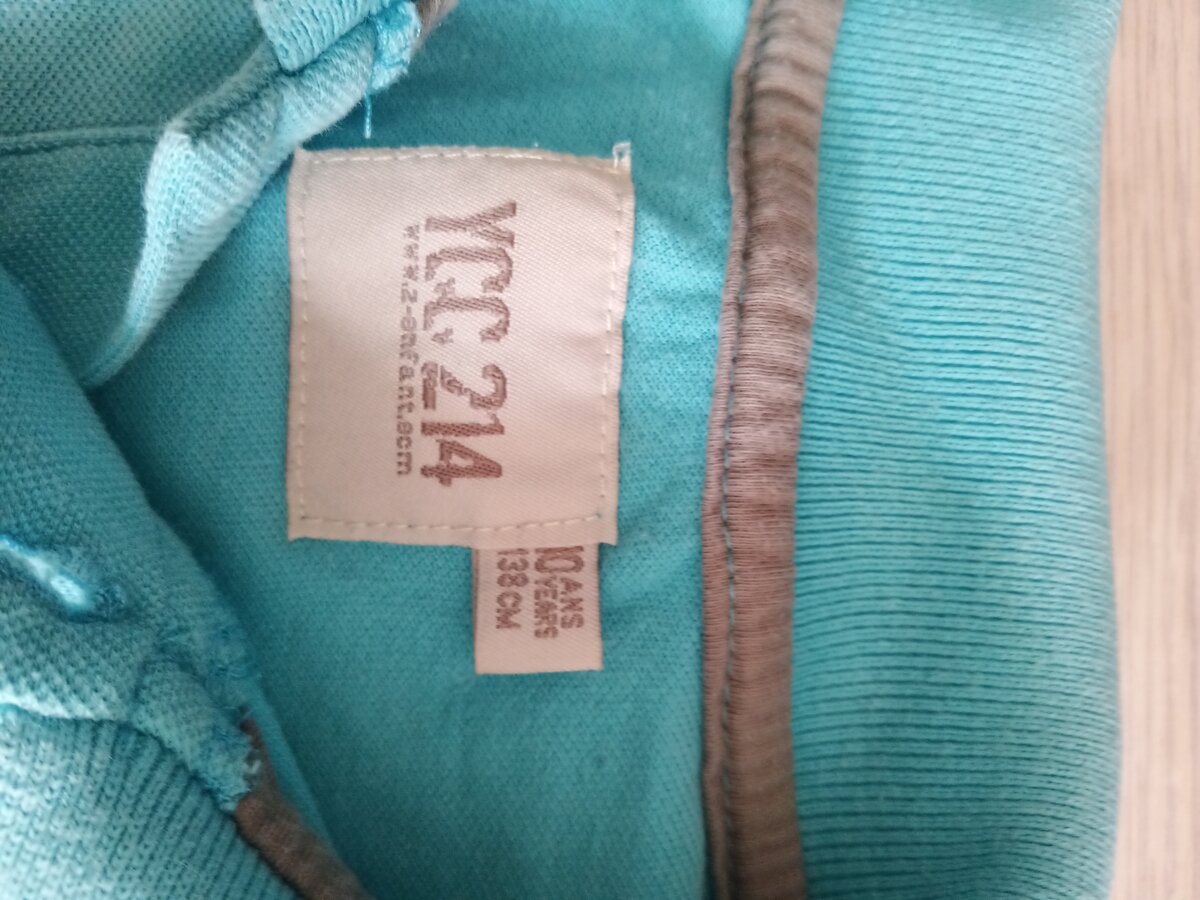 YCC 214
www.z-enfant.com
10 ANS
YEARS
138 CM